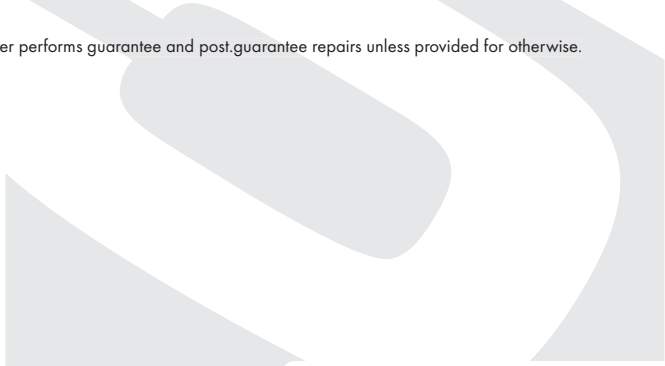 er performs guarantee and post.guarantee repairs unless provided for otherwise.